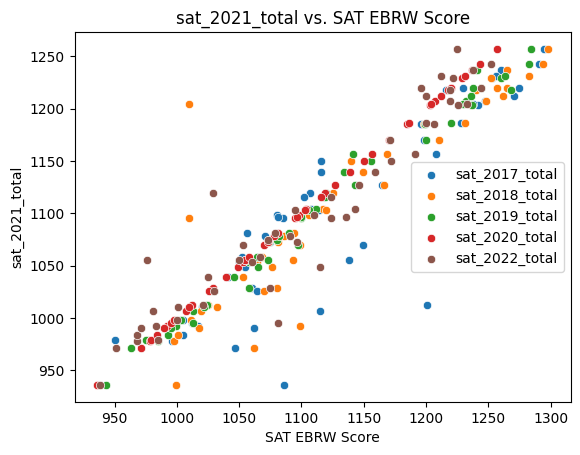 sat_2021_total vs. SAT EBRW Score
sat_2021_total
1250
1200
1150
1100
1050
1000
950
sat_2017_total
sat_2018_total
sat_2019_total
sat_2020_total
sat_2022_total
950 1000 1050 1100 1150 1200 1250 1300
SAT EBRW Score